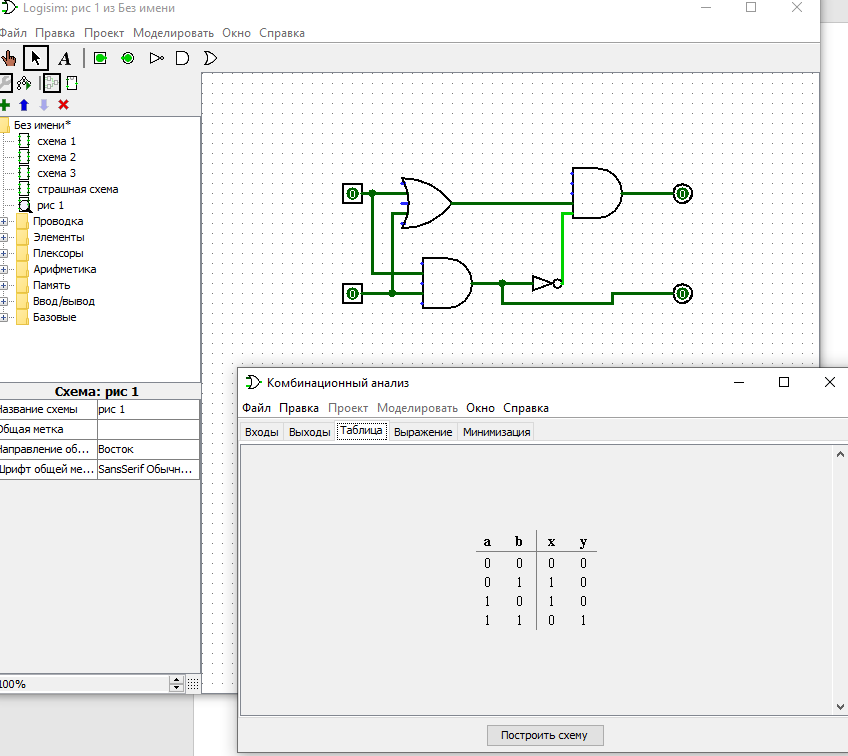 Logisim: рис 1 из Без имени
Файл Правка Проект Моделировать Окно Справка
A
Без имени*
схема 1
схема 2
схема 3
страшная схема
рис 1
Проводка
Элементы
Плексоры
Арифметика
Память
Ввод/вывод
Базовые
0 0
0 0
Схема: рис 1
Название схемы рис 1
Общая метка
Направление об... Восток
Шрифт общей ме... SansSerif Обычн...
100%
Комбинационный анализ
Файл Правка Проект Моделировать Окно Справка
Входы Выходы Таблица Выражение Минимизация
a b x y
0 0 0 0
0 1 1 0
1 0 1 0
1 1 0 1
Построить схему